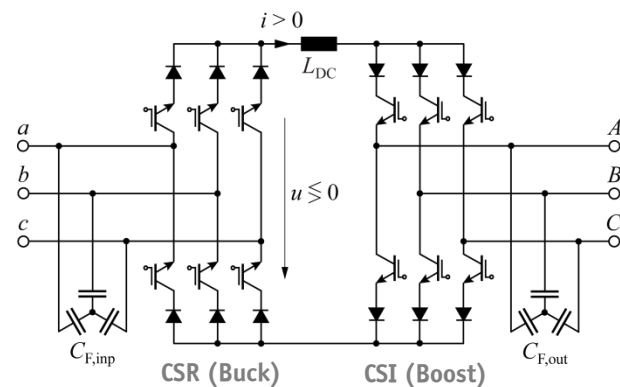 i > 0
L_DC
a
b
c
u ≶ 0
A
B
C
C_F,inp
C_F,out
CSR (Buck)
CSI (Boost)